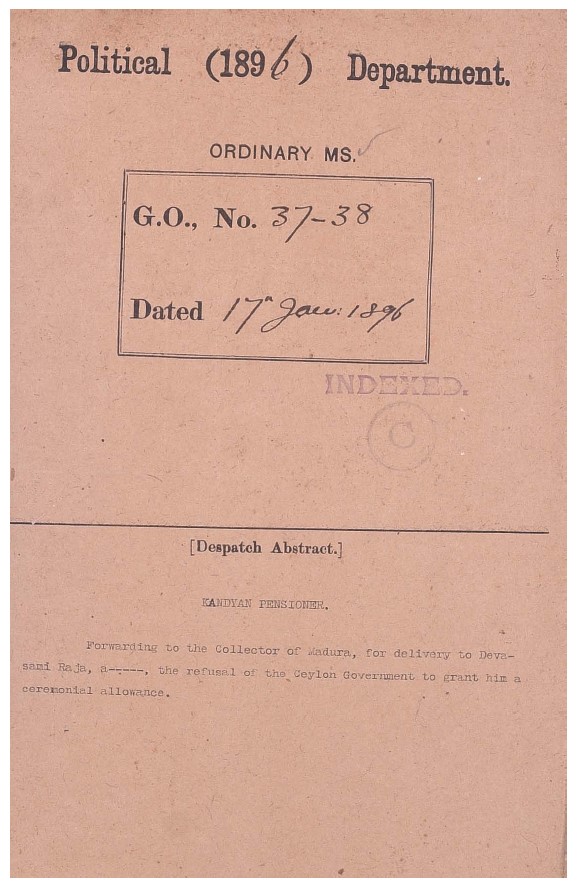 Political (1896) Department.
ORDINARY MS.
G.O., No. 37-38
Dated 17th Jan: 1896
INDEXED.
C
[Despatch Abstract.]
KANDYAN PENSIONER.
Forwarding to the Collector of Madura, for delivery to Deva-
sami Raja, a-----, the refusal of the Ceylon Government to grant him a
ceremonial allowance.